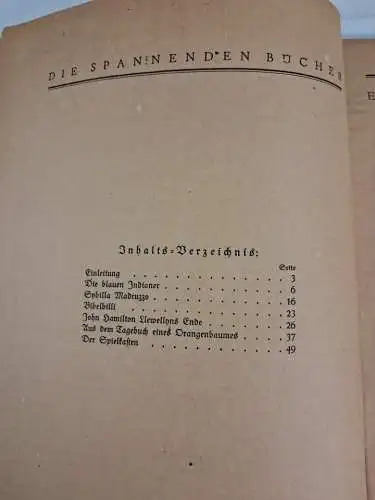 DIE SPANNENDEN BÜCHER
Inhalts=Verzeichnis:
Seite
Einleitung . . . . . . . . . . . . . 3
Die blauen Indianer . . . . . . . . . . 6
Sybilla Madruzzo . . . . . . . . . . . 16
Bibelbilli . . . . . . . . . . . . . 23
John Hamilton Llewellyns Ende . . . . . . . 26
Aus dem Tagebuch eines Orangenbaumes . . . . 37
Der Spielkasten . . . . . . . . . . . 49
E